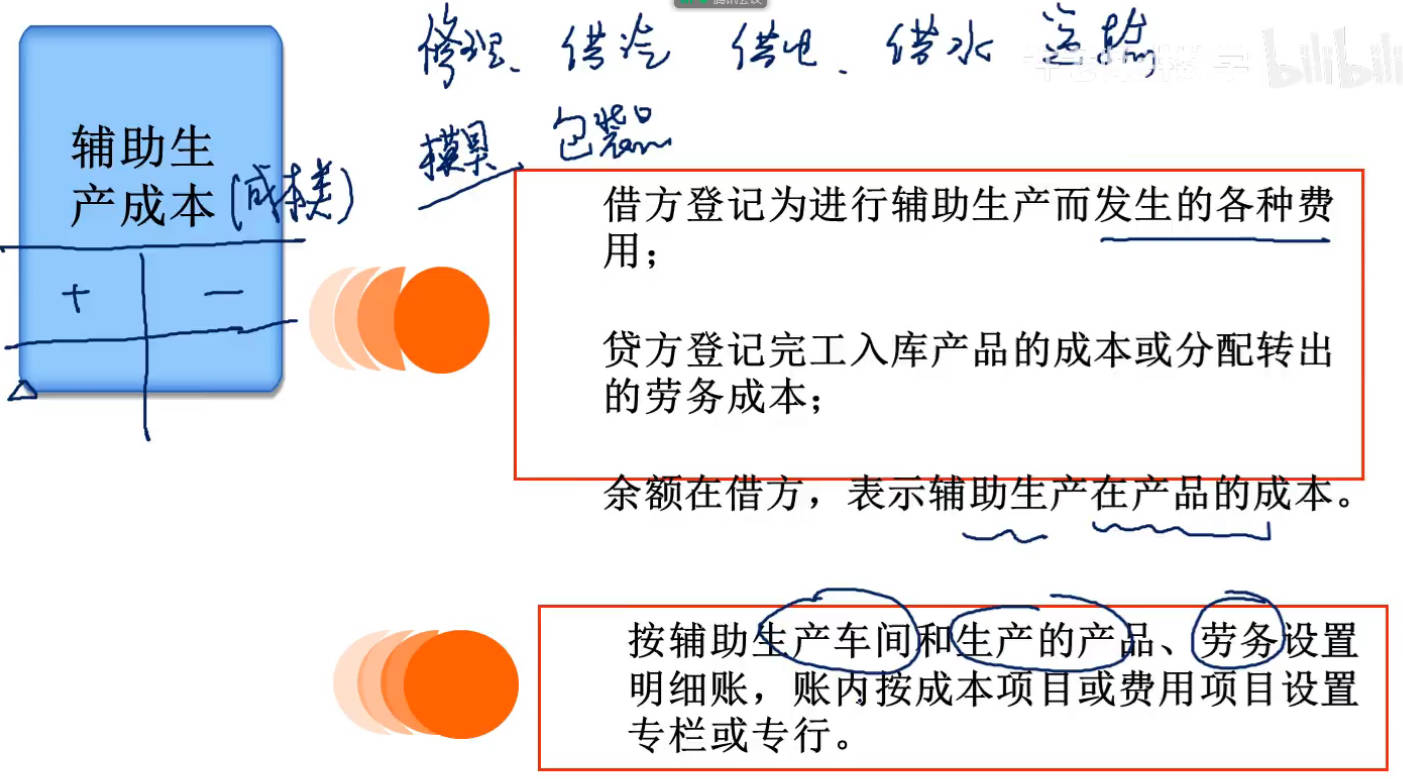 修理、供汽 供电、供水 运输
bilibili
模具、包装品
辅助生
产成本(成本类)
+ −
借方登记为进行辅助生产而发生的各种费
用；
贷方登记完工入库产品的成本或分配转出
的劳务成本；
余额在借方，表示辅助生产在产品的成本。
按辅助生产车间和生产的产品、劳务设置
明细账，账内按成本项目或费用项目设置
专栏或专行。